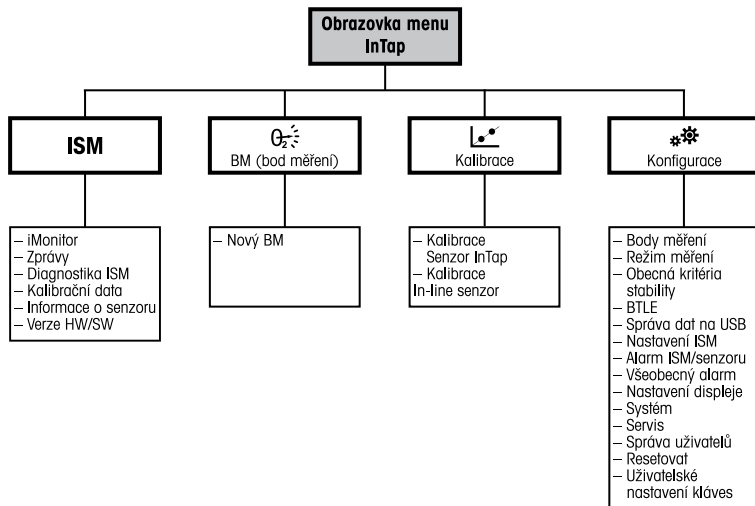 Obrazovka menu
InTap
ISM
O₂
BM (bod měření)
Kalibrace
Konfigurace
– iMonitor
– Zprávy
– Diagnostika ISM
– Kalibrační data
– Informace o senzoru
– Verze HW/SW
– Nový BM
– Kalibrace
Senzor InTap
– Kalibrace
In-line senzor
– Body měření
– Režim měření
– Obecná kritéria
stability
– BTLE
– Správa dat na USB
– Nastavení ISM
– Alarm ISM/senzoru
– Všeobecný alarm
– Nastavení displeje
– Systém
– Servis
– Správa uživatelů
– Resetovat
– Uživatelské
nastavení kláves